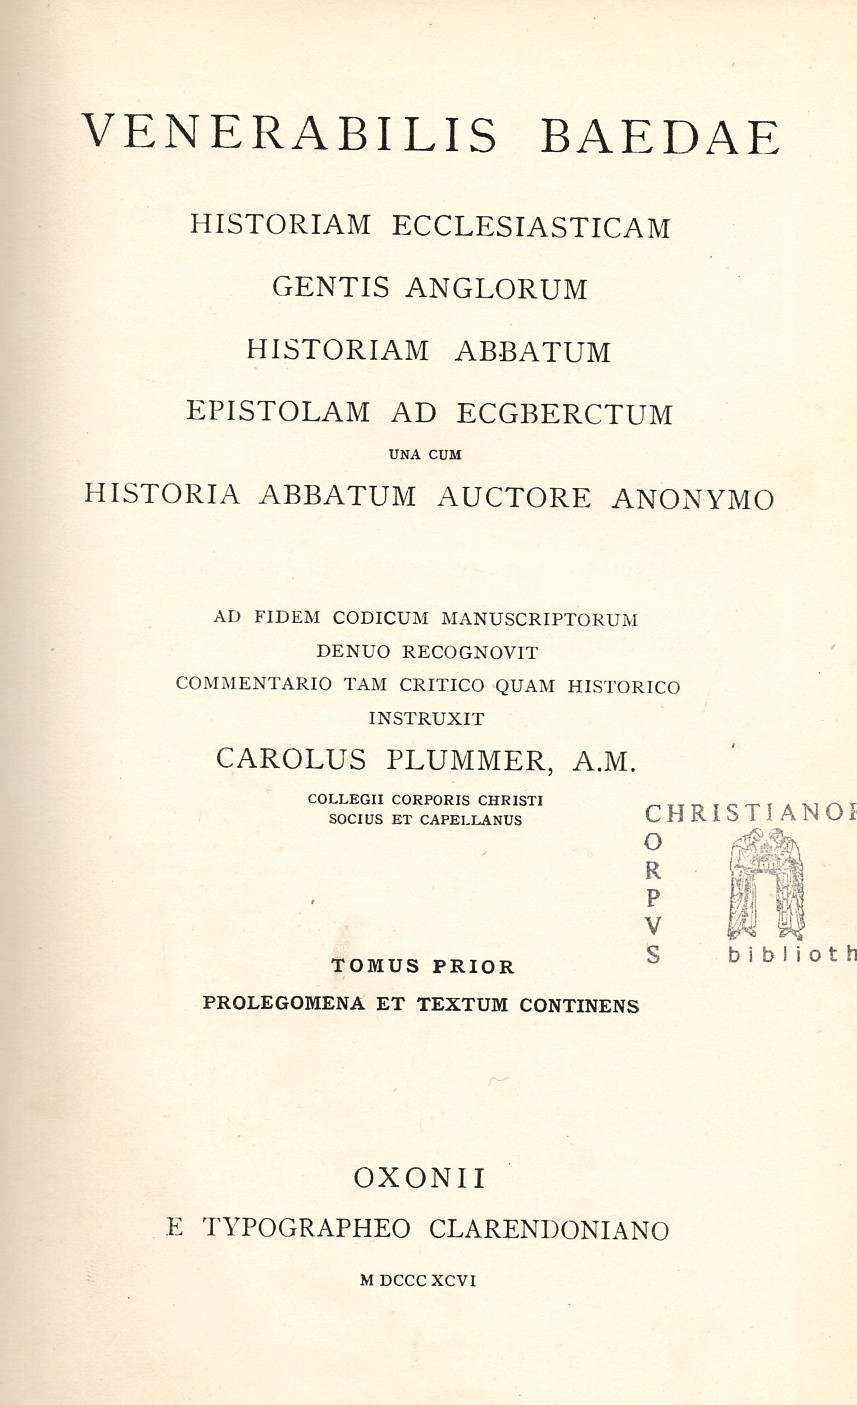 VENERABILIS BAEDAE
HISTORIAM ECCLESIASTICAM
GENTIS ANGLORUM
HISTORIAM ABBATUM
EPISTOLAM AD ECGBERCTUM
UNA CUM
HISTORIA ABBATUM AUCTORE ANONYMO
AD FIDEM CODICUM MANUSCRIPTORUM
DENUO RECOGNOVIT
COMMENTARIO TAM CRITICO QUAM HISTORICO
INSTRUXIT
CAROLUS PLUMMER, A.M.
COLLEGII CORPORIS CHRISTI
SOCIUS ET CAPELLANUS
CHRISTIANOR
O
R
P
V
S
biblioth
TOMUS PRIOR
PROLEGOMENA ET TEXTUM CONTINENS
OXONII
E TYPOGRAPHEO CLARENDONIANO
M DCCC XCVI